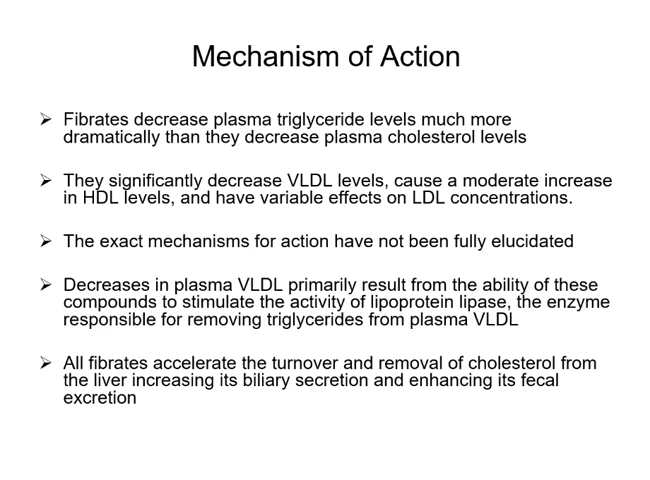 Mechanism of Action
➢ Fibrates decrease plasma triglyceride levels much more
dramatically than they decrease plasma cholesterol levels
➢ They significantly decrease VLDL levels, cause a moderate increase
in HDL levels, and have variable effects on LDL concentrations.
➢ The exact mechanisms for action have not been fully elucidated
➢ Decreases in plasma VLDL primarily result from the ability of these
compounds to stimulate the activity of lipoprotein lipase, the enzyme
responsible for removing triglycerides from plasma VLDL
➢ All fibrates accelerate the turnover and removal of cholesterol from
the liver increasing its biliary secretion and enhancing its fecal
excretion